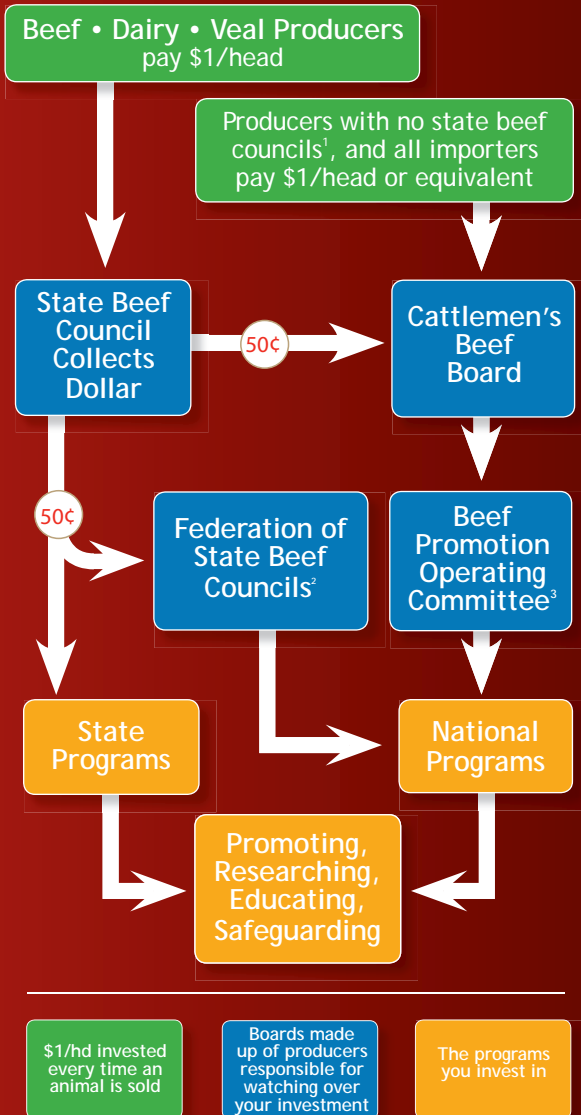 Beef • Dairy • Veal Producers
pay $1/head
Producers with no state beef
councils¹, and all importers
pay $1/head or equivalent
State Beef
Council
Collects
Dollar
50¢
Cattlemen's
Beef
Board
50¢
Federation of
State Beef
Councils²
Beef
Promotion
Operating
Committee³
State
Programs
National
Programs
Promoting,
Researching,
Educating,
Safeguarding
$1/hd invested
every time an
animal is sold
Boards made
up of producers
responsible for
watching over
your investment
The programs
you invest in